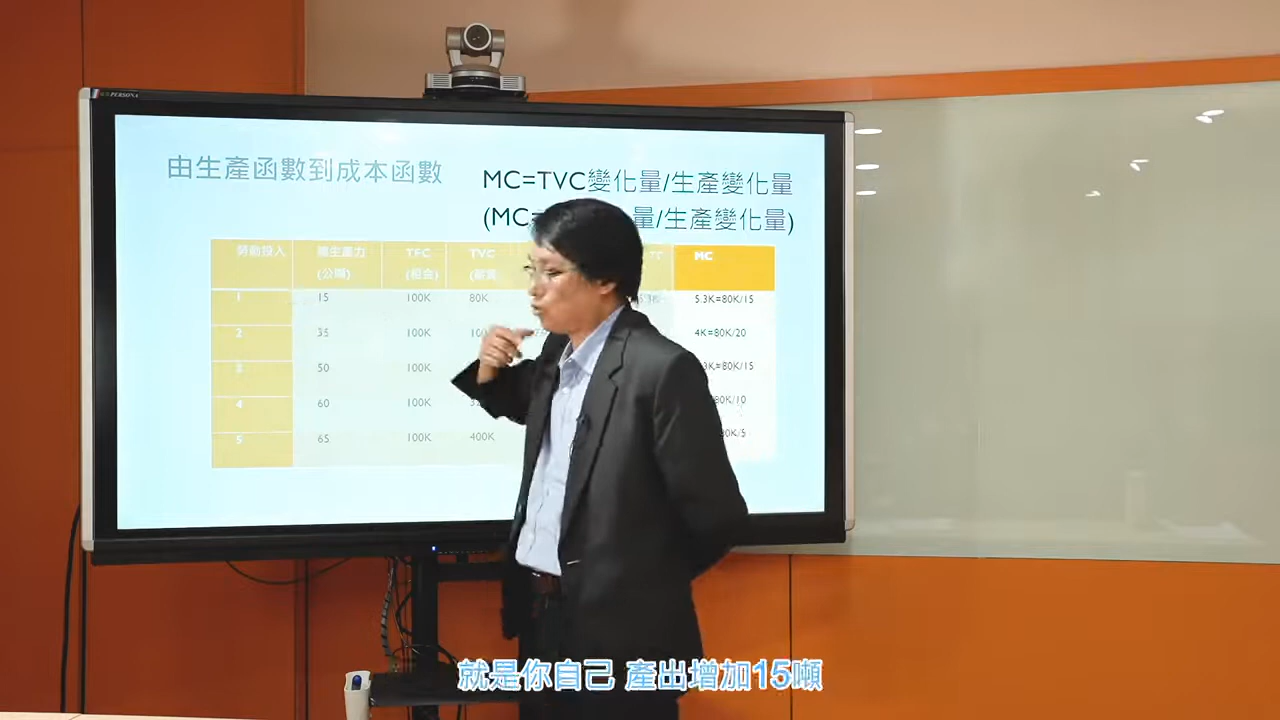 PERSONA
由生產函數到成本函數
MC=TVC變化量/生產變化量
(MC= 量/生產變化量)
勞動投入 總生產力 (公噸) TFC (租金) TVC MC
1 15 100K 80K 5.3K=80K/15
2 35 100K 4K=80K/20
3 50 100K 3K=80K/15
4 60 100K 80K/10
5 65 100K 400K 80K/5
就是你自己 產出增加15噸